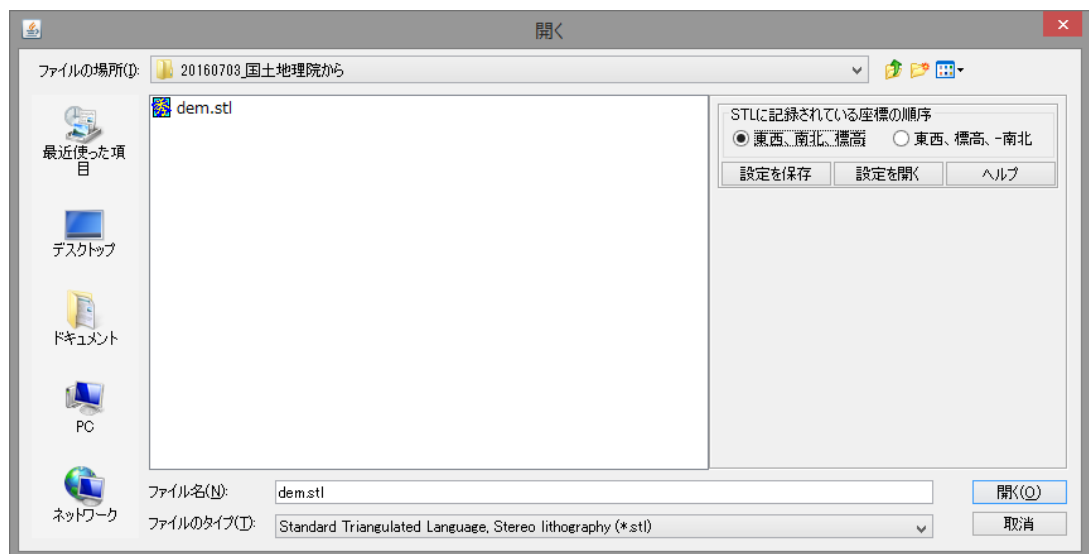 開く
ファイルの場所(I):
20160703_国土地理院から
dem.stl
最近使った項
目
デスクトップ
ドキュメント
PC
ネットワーク
STLに記録されている座標の順序
東西、南北、標高
東西、標高、-南北
設定を保存
設定を開く
ヘルプ
ファイル名(N):
dem.stl
開く(O)
ファイルのタイプ(T):
Standard Triangulated Language, Stereo lithography (*.stl)
取消